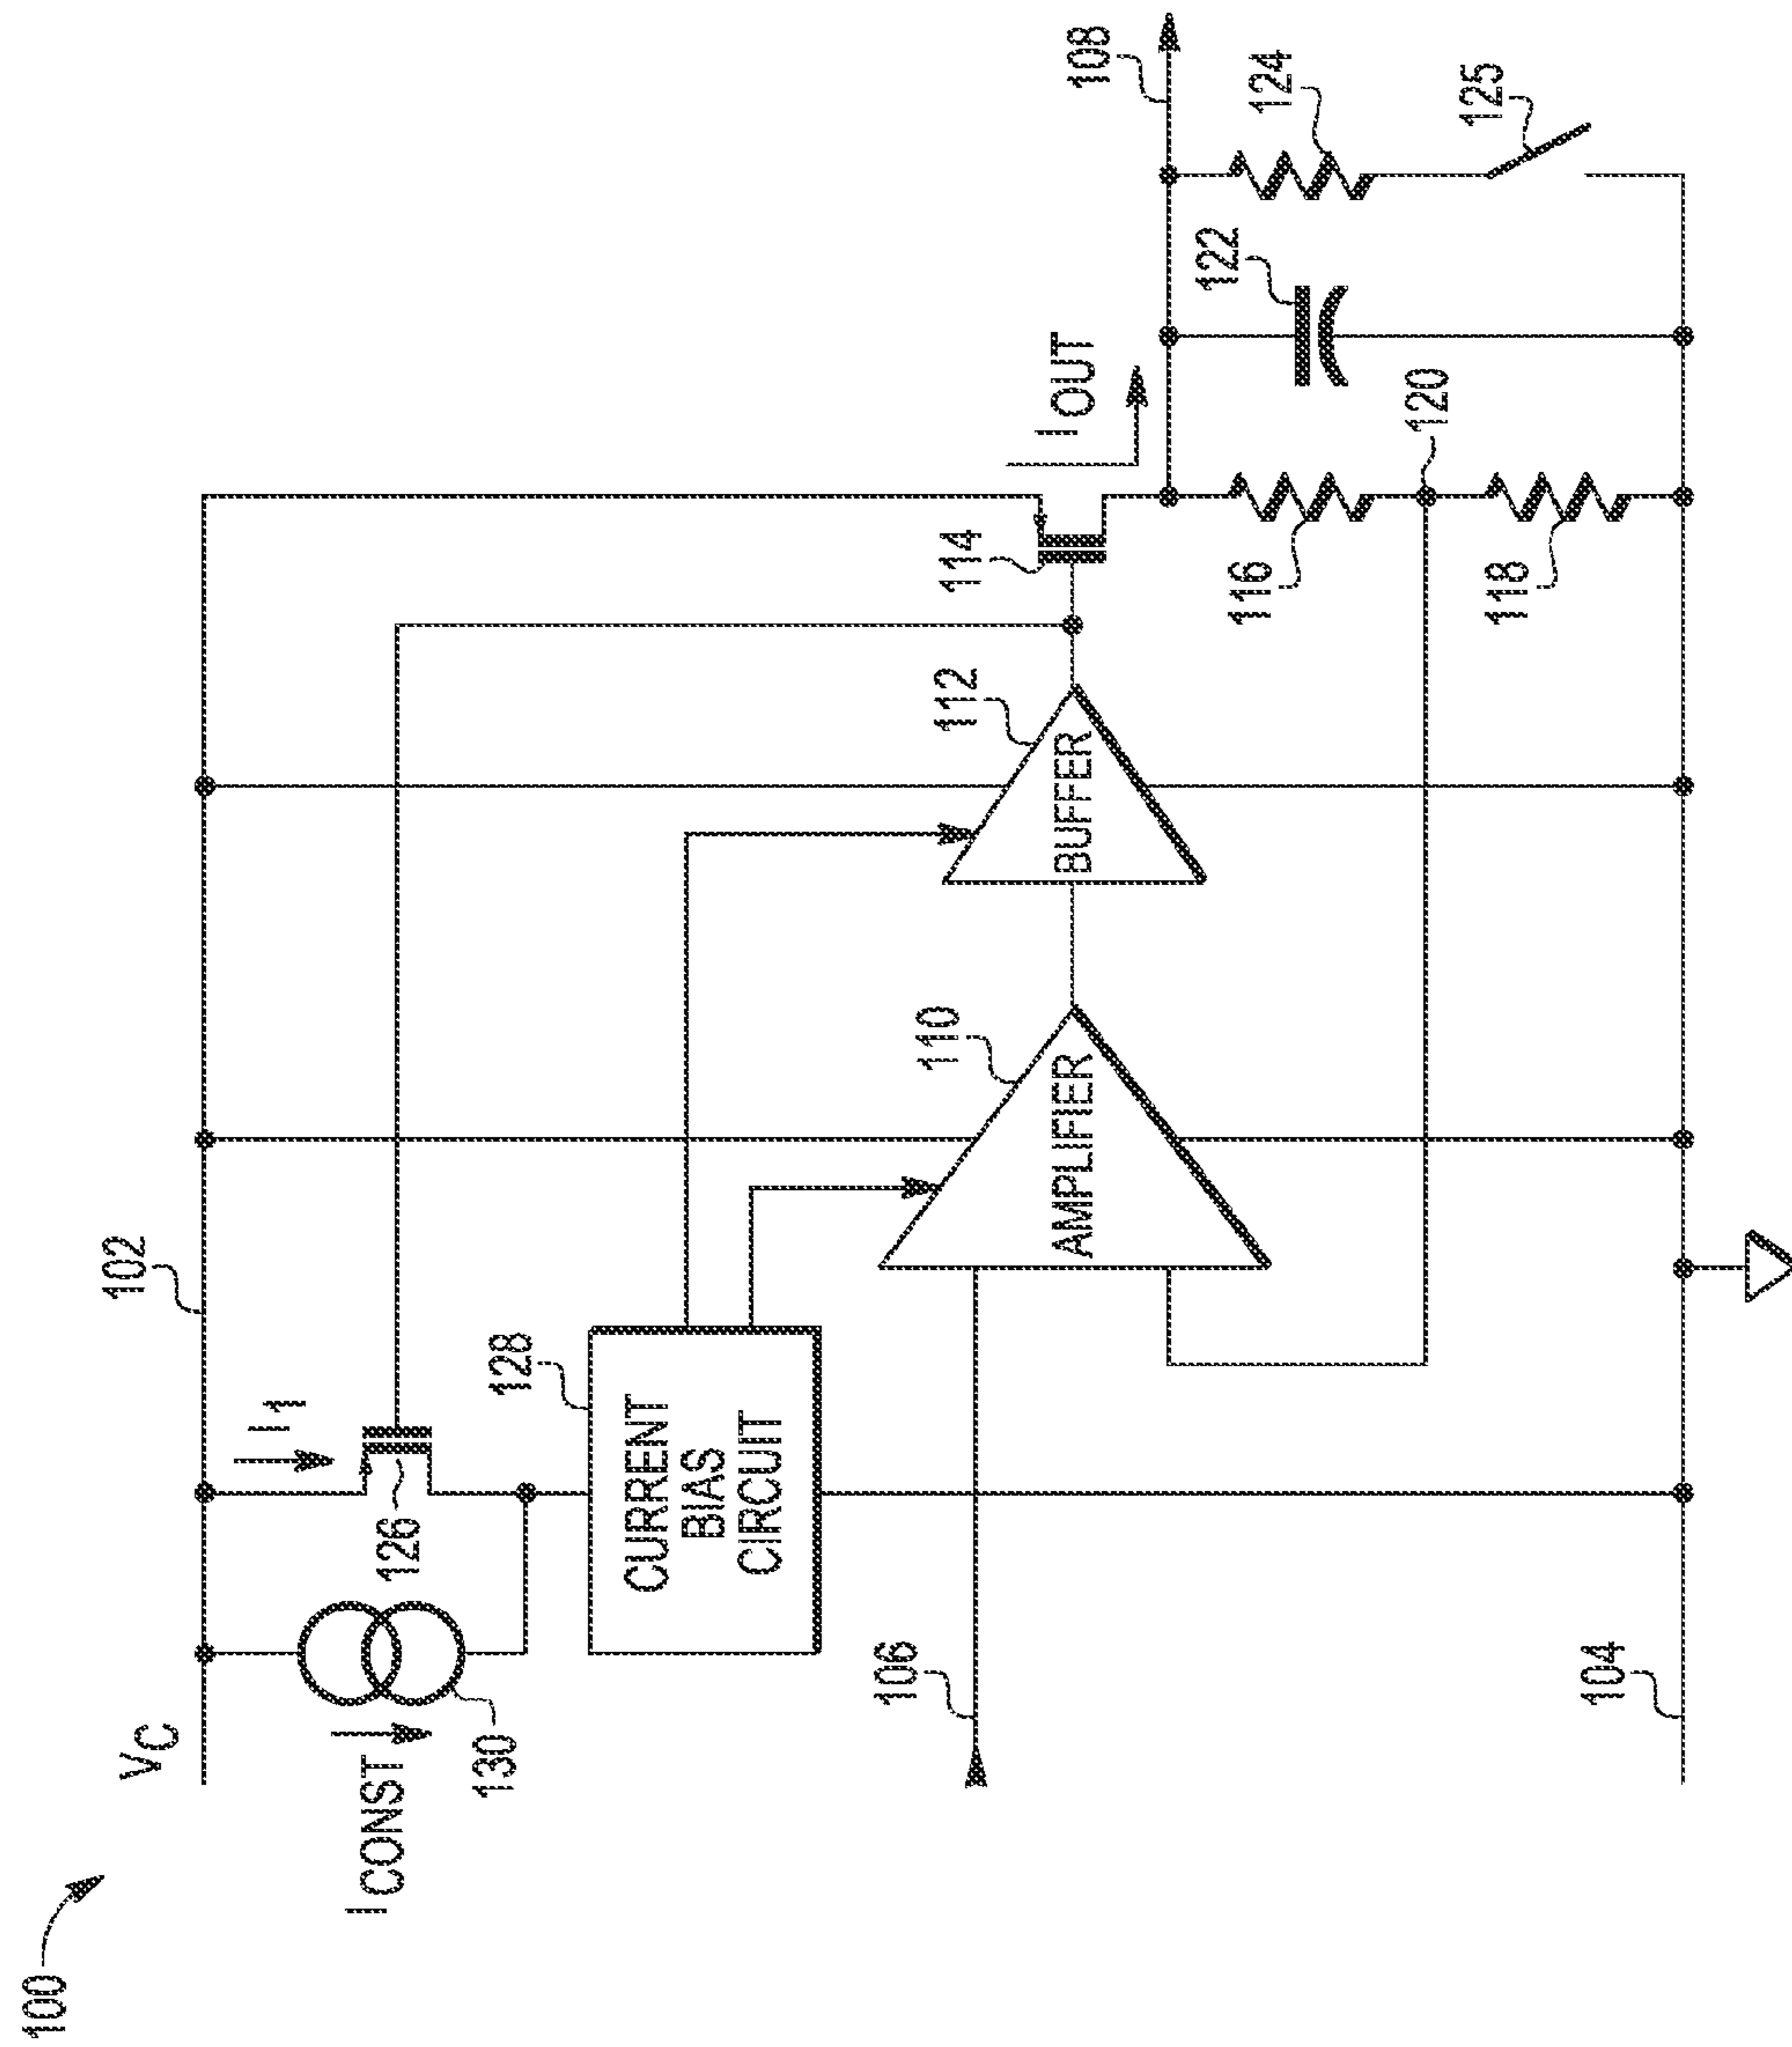 100
VC
102
ICONST
130
I1
126
128
CURRENT
BIAS
CIRCUIT
106
110
AMPLIFIER
112
BUFFER
114
IOUT
108
116
118
120
122
124
125
104